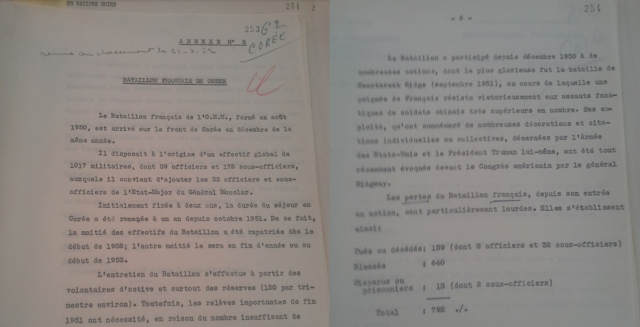 ES NATIONS UNIES
251 2
251 G2
CORÉE
A N N E X E N° 2
BATAILLON FRANCAIS DE COREE
Le Bataillon français de l'O.N.U., formé en août
1950, est arrivé sur le front de Corée en décembre de la
même année.
Il disposait à l'origine d'un effectif global de
1017 militaires, dont 39 officiers et 172 sous-officiers,
auxquels il convient d'ajouter les 35 officiers et sous-
officiers de l'Etat-Major du Général Monclar.
Initialement fixée à deux ans, la durée du séjour en
Corée a été ramenée à un an depuis octobre 1951. De ce fait,
la moitié des effectifs du Bataillon a été rapatriée dès le
début de 1952; l'autre moitié le sera en fin d'année ou au
début de 1953.
L'entretien du Bataillon s'effectue à partir des
volontaires d'active et surtout des réserves (150 par tri-
mestre environ). Toutefois, les relèves importantes de fin
1951 ont nécessité, en raison du nombre insuffisant de
- 2 -
251
Le Bataillon a participé depuis décembre 1950 à de
nombreuses actions, dont la plus glorieuse fut la bataille de
Heartbreak Ridge (septembre 1951), au cours de laquelle une
poignée de Français résista victorieusement aux assauts fana-
tiques de soldats chinois très supérieurs en nombre. Ses ex-
ploits, qu'ont consacré de nombreuses décorations et cita-
tions individuelles ou collectives, décernées par l'Armée
des Etats-Unis et le Président Truman lui-même, ont été tout
récemment évoqués devant le Congrès américain par le général
Ridgway.
Les pertes du Bataillon français, depuis son entrée
en action, sont particulièrement lourdes. Elles s'établissent
ainsi:
Tués ou décédés: (dont 8 officiers et 32 sous-officiers)
Blessés : 640
Disparus ou
prisonniers : (dont 2 sous-officiers)
Total :